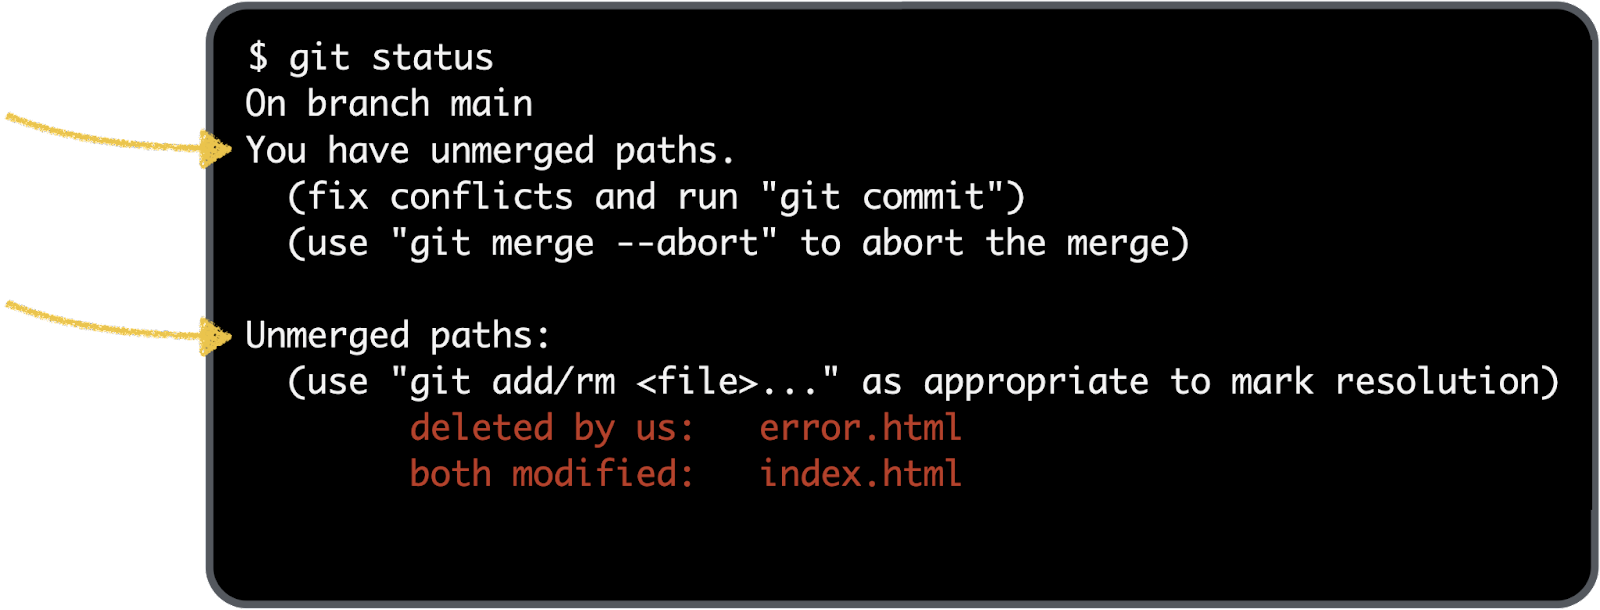 $ git status
On branch main
You have unmerged paths.
(fix conflicts and run "git commit")
(use "git merge --abort" to abort the merge)
Unmerged paths:
(use "git add/rm <file>..." as appropriate to mark resolution)
deleted by us: error.html
both modified: index.html